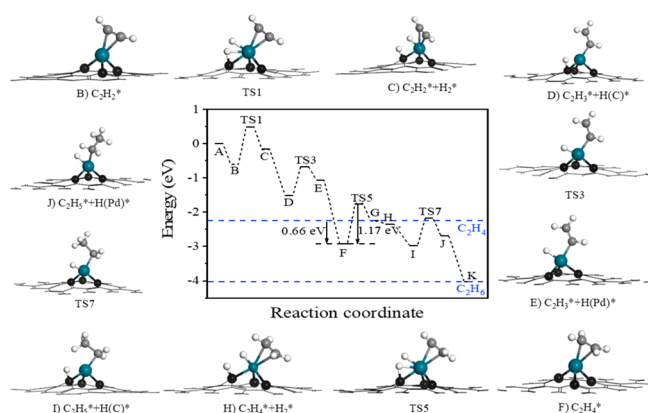 B) C₂H₂*
TS1
C) C₂H₂*+H₂*
D) C₂H₃*+H(C)*
J) C₂H₅*+H(Pd)*
TS3
TS7
E) C₂H₃*+H(Pd)*
I) C₂H₅*+H(C)*
H) C₂H₄*+H₂*
TS5
F) C₂H₄*
Energy (eV)
1
0
-1
-2
-3
-4
A
B
TS1
C
D
TS3
E
F
TS5
G
H
I
TS7
J
K
0.66 eV
1.17 eV
C₂H₄
C₂H₆
Reaction coordinate